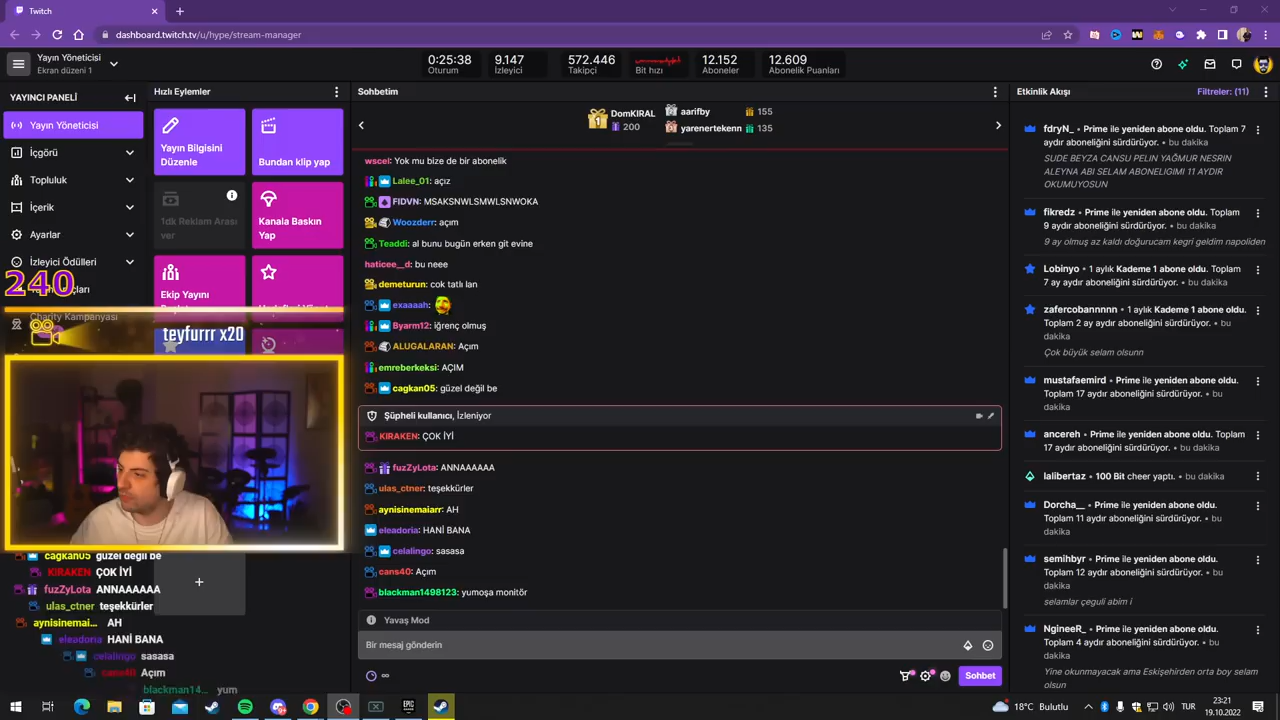 Twitch
dashboard.twitch.tv/u/hype/stream-manager
Yayın Yöneticisi
Ekran düzeni 1
0:25:38
Oturum
9.147
İzleyici
572.446
Takipçi
Bit hızı
12.152
Aboneler
12.609
Abonelik Puanları
YAYINCI PANELİ
Yayın Yöneticisi
İçgörü
Topluluk
İçerik
Ayarlar
İzleyici Ödülleri
240
Charity Kampanyası
teyfurrr x20
Hızlı Eylemler
Yayın Bilgisini
Düzenle
Bundan klip yap
1dk Reklam Arası
ver
Kanala Baskın
Yap
Ekip Yayını
cagkan05 güzel değil be
KIRAKEN ÇOK İYİ
fuzZyLota ANNAAAAAA
ulas_ctner teşekkürler
aynisinemai... AH
eleadoria HANİ BANA
celalingo sasasa
cans40 Açım
blackman14... yum
Sohbetim
1
DomKIRAL
200
2 aarifby 155
3 yarenertekenn 135
wscel: Yok mu bize de bir abonelik
Lalee_01: açız
FIDVN: MSAKSNWLSMWLSNWOKA
Woozderr: açım
Teaddi: al bunu bugün erken git evine
haticee__d: bu neee
demeturun: cok tatlı lan
exaaaah:
Byarm12: iğrenç olmuş
ALUGALARAN: Açım
emreberkeksi: AÇIM
cagkan05: güzel değil be
Şüpheli kullanıcı, İzleniyor
KIRAKEN: ÇOK İYİ
fuzZyLota: ANNAAAAAA
ulas_ctner: teşekkürler
aynisinemaiarr: AH
eleadoria: HANİ BANA
celalingo: sasasa
cans40: Açım
blackman1498123: yumoşa monitör
Yavaş Mod
Bir mesaj gönderin
∞
Sohbet
Etkinlik Akışı
Filtreler: (11)
fdryN_ • Prime ile yeniden abone oldu. Toplam 7
ay aboneliğini sürdürüyor. • bu dakika
SUDE BEYZA CANSU PELIN YAĞMUR NESRIN
ALEYNA ABI SELAM ABONELIGIMI 11 AYDIR
OKUMUYOSUN
fikredz • Prime ile yeniden abone oldu. Toplam
9 aydır aboneliğini sürdürüyor. • bu dakika
9 ay olmuş az kaldı doğurucam kegri geldim napoliden
Lobinyo • 1 aylık Kademe 1 abone oldu. Toplam
7 ay aydır aboneliğini sürdürüyor. • bu dakika
zafercobannnnn • 1 aylık Kademe 1 abone oldu.
Toplam 2 ay aydır aboneliğini sürdürüyor. • bu
dakika
Çok büyük selam olsunn
mustafaemird • Prime ile yeniden abone oldu.
Toplam 17 aydır aboneliğini sürdürüyor. • bu
dakika
ancereh • Prime ile yeniden abone oldu. Toplam
17 aydır aboneliğini sürdürüyor. • bu dakika
lalibertaz • 100 Bit cheer yaptı. • bu dakika
Dorcha__ • Prime ile yeniden abone oldu.
Toplam 11 aydır aboneliğini sürdürüyor. • bu
dakika
semihbyr • Prime ile yeniden abone oldu.
Toplam 12 aydır aboneliğini sürdürüyor. • bu
dakika
selamlar çeguli abim i
NgineeR_ • Prime ile yeniden abone oldu.
Toplam 4 aydır aboneliğini sürdürüyor. • bu
dakika
Yine okunmayacak ama Eskişehirden orta boy selam
olsun
EPIC
18°C Bulutlu
TUR
23:21
19.10.2022